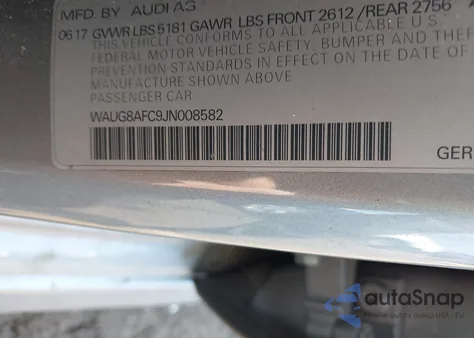 MFD. BY AUDI AG
06 17 GVWR LBS 5181 GAWR LBS FRONT 2612 / REAR 2756
THIS VEHICLE CONFORMS TO ALL APPLICABLE
FEDERAL MOTOR VEHICLE SAFETY, BUMPER AND THEFT
PREVENTION STANDARDS IN EFFECT ON THE DATE OF
MANUFACTURE SHOWN ABOVE
PASSENGER CAR
WAUG8AFC9JN008582
GER
autoSnap